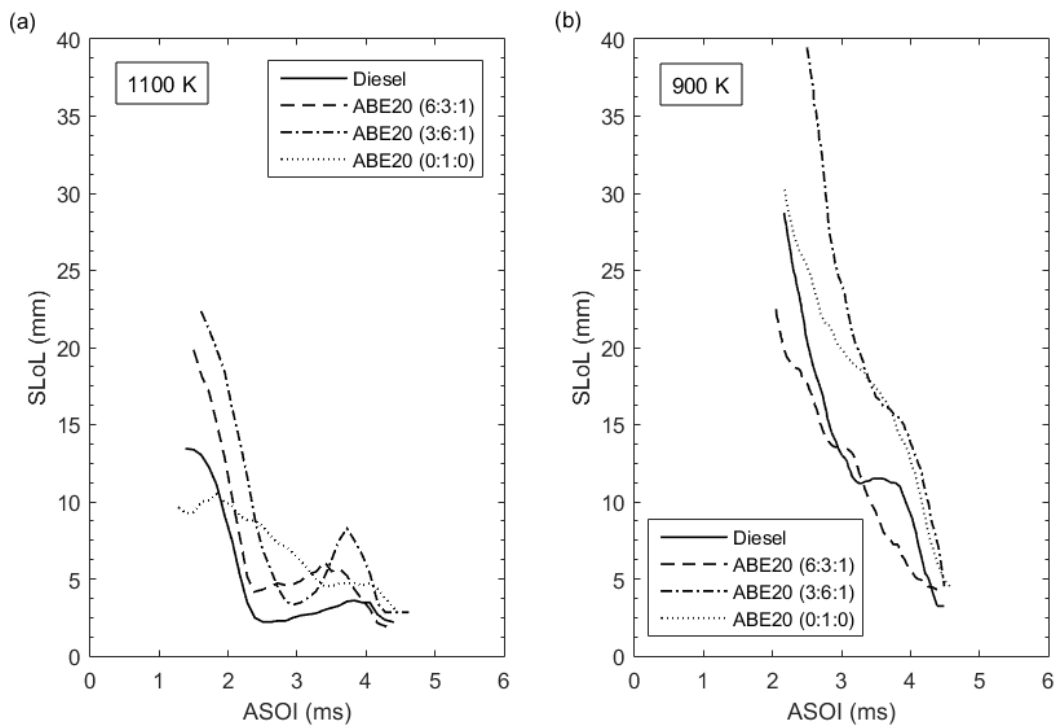 (a)
40
35
30
25
20
15
10
5
0
SLoL (mm)
1100 K
Diesel
ABE20 (6:3:1)
ABE20 (3:6:1)
ABE20 (0:1:0)
0 1 2 3 4 5 6
ASOI (ms)
(b)
40
35
30
25
20
15
10
5
0
SLoL (mm)
900 K
Diesel
ABE20 (6:3:1)
ABE20 (3:6:1)
ABE20 (0:1:0)
0 1 2 3 4 5 6
ASOI (ms)